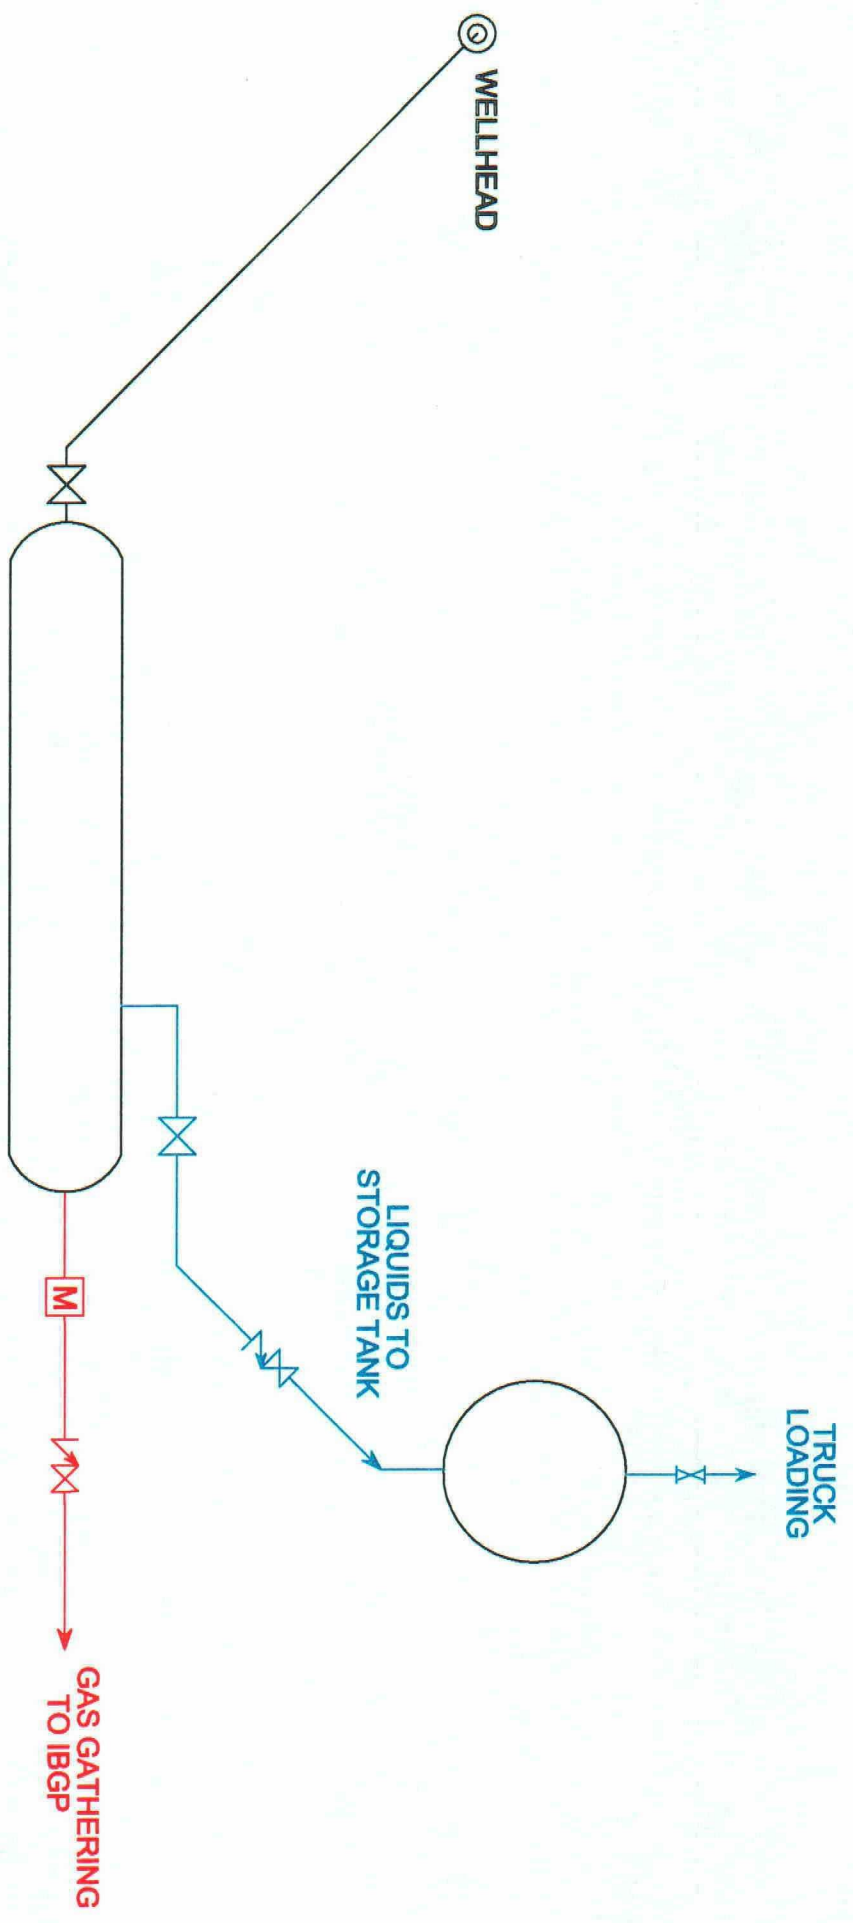 WELLHEAD
TRUCK
LOADING
LIQUIDS TO
STORAGE TANK
M
GAS GATHERING
TO IBGP